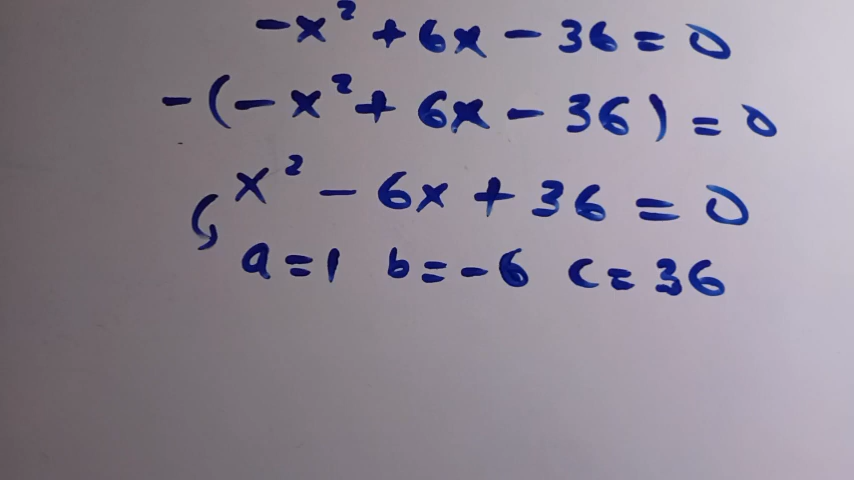 -x² + 6x - 36 = 0
-(-x² + 6x - 36) = 0
x² - 6x + 36 = 0
a = 1 b = -6 c = 36